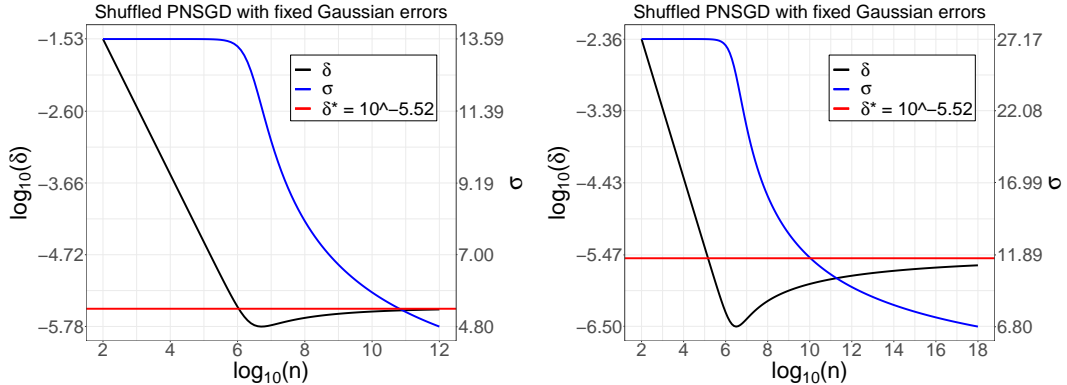 Shuffled PNSGD with fixed Gaussian errors
−1.53
−2.60
−3.66
−4.72
−5.78
log10(δ)
13.59
11.39
9.19
7.00
4.80
σ
δ
σ
δ* = 10^−5.52
2 4 6 8 10 12
log10(n)
Shuffled PNSGD with fixed Gaussian errors
−2.36
−3.39
−4.43
−5.47
−6.50
log10(δ)
27.17
22.08
16.99
11.89
6.80
σ
δ
σ
δ* = 10^−5.52
2 4 6 8 10 12 14 16 18
log10(n)